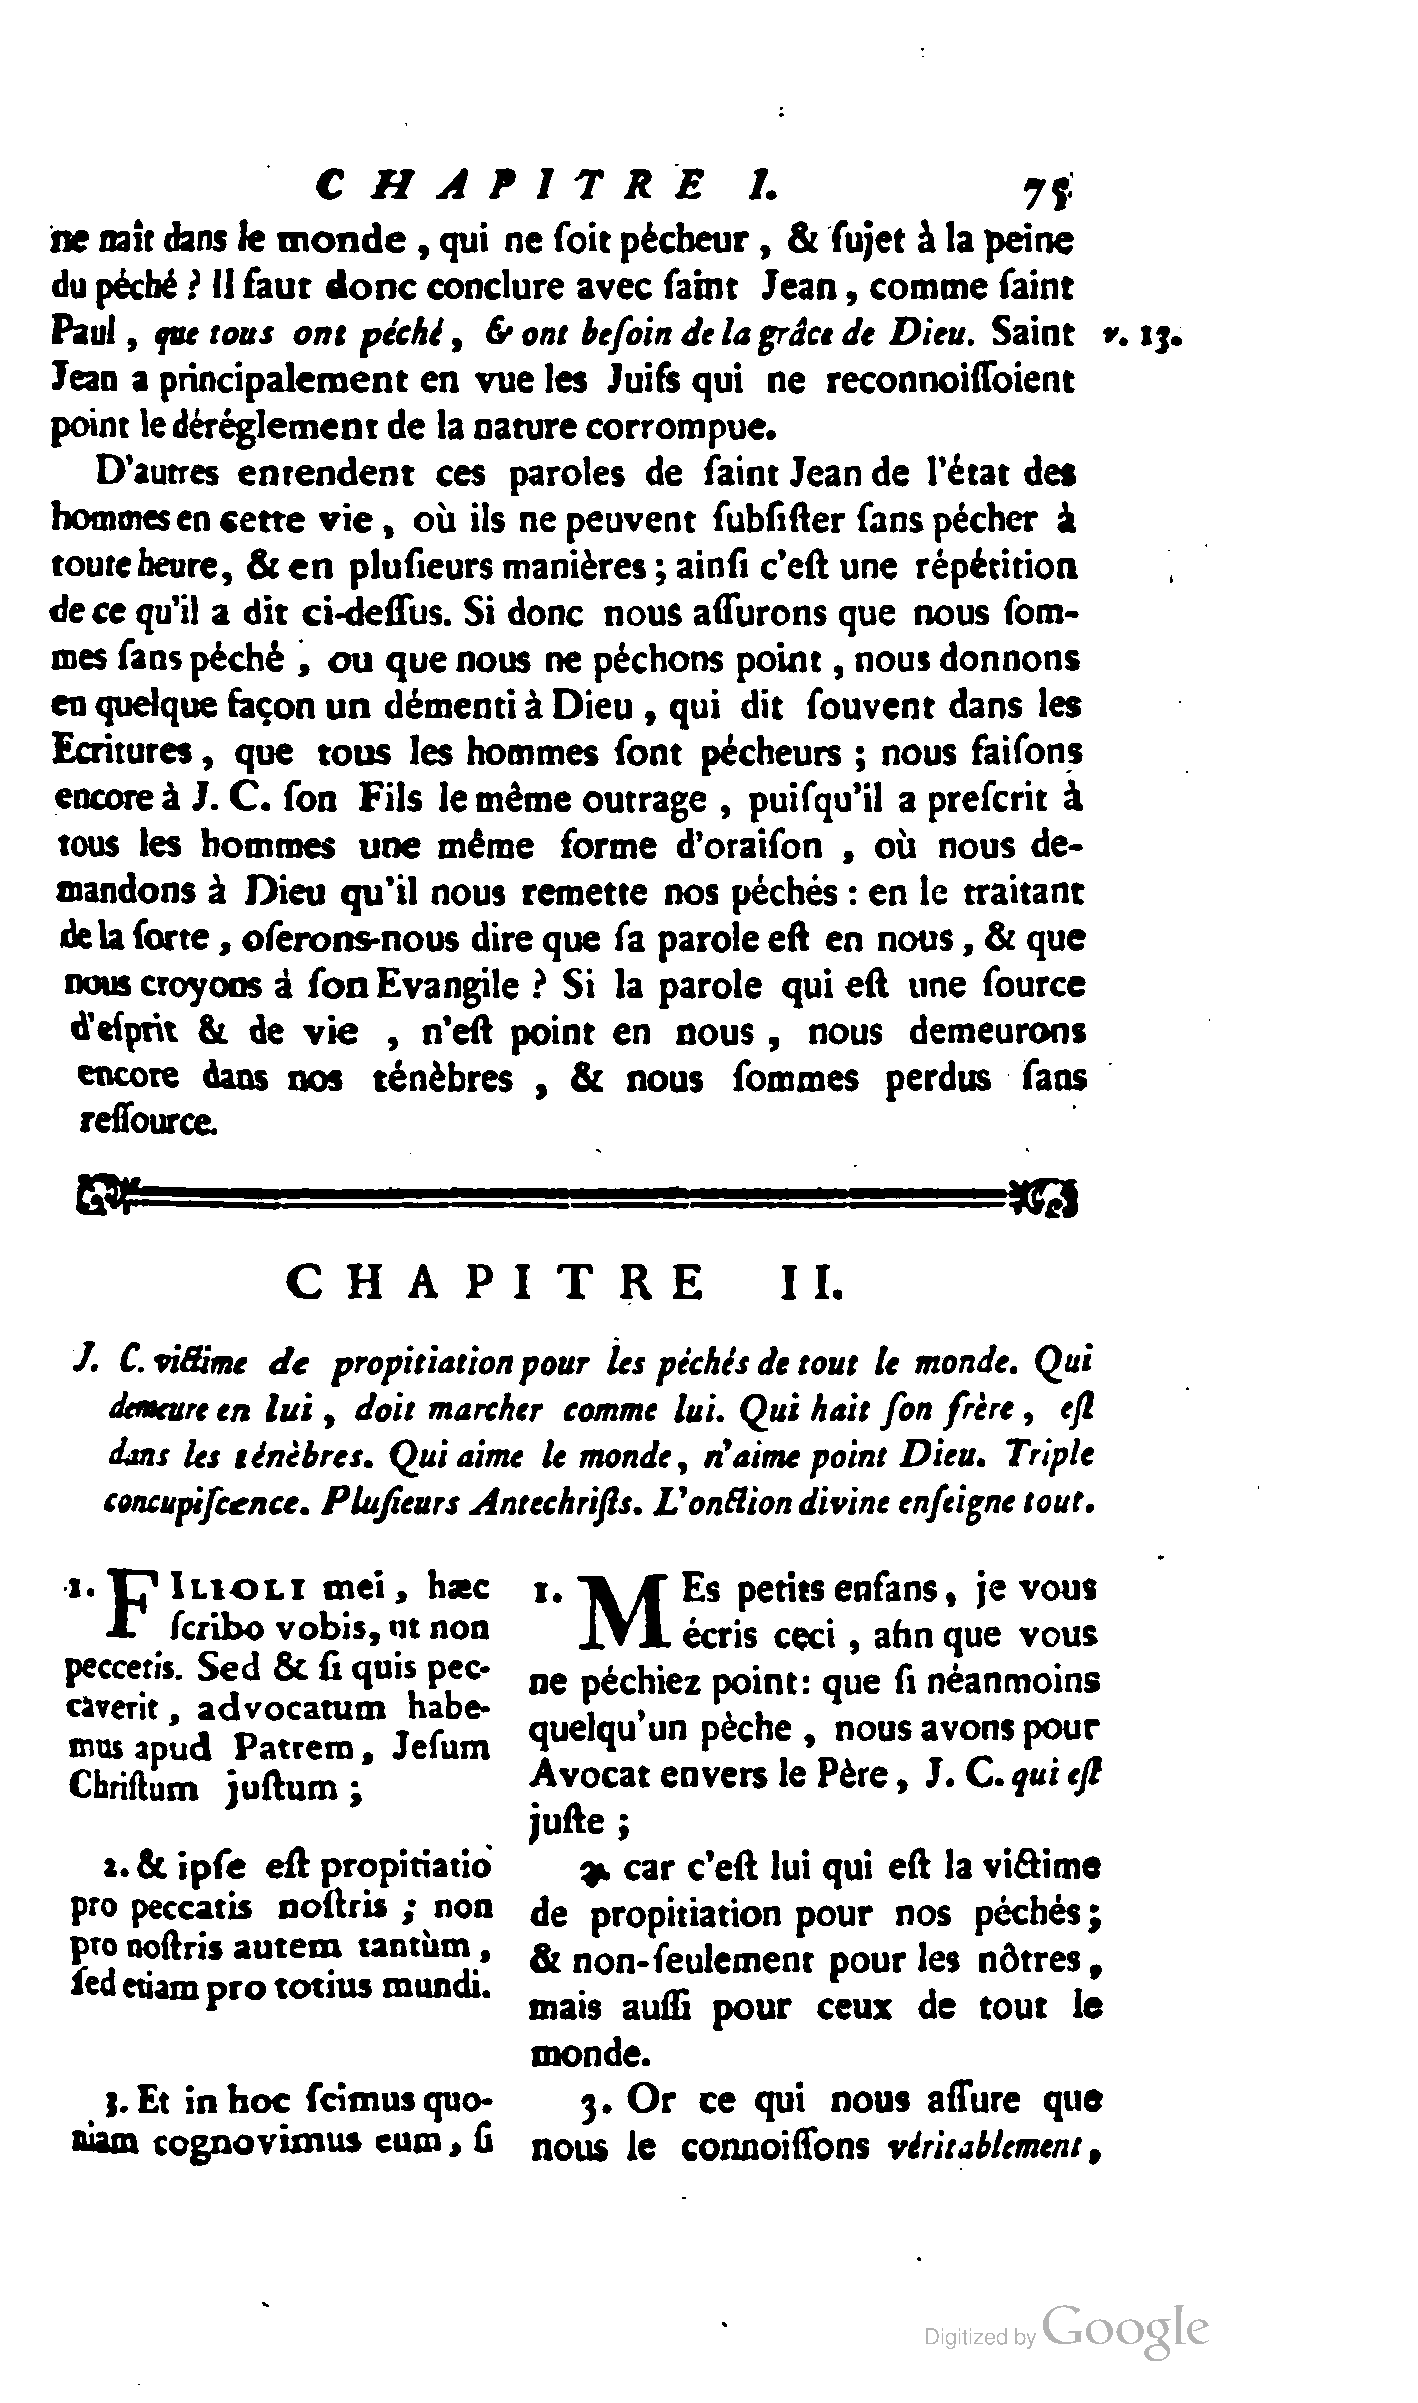 CHAPITRE I. 75
ne naît dans le monde , qui ne ſoit pécheur , & ſujet à la peine
du péché ? Il faut donc conclure avec ſaint Jean , comme ſaint
Paul , que tous ont péché , & ont beſoin de la grâce de Dieu. Saint v. 13.
Jean a principalement en vue les Juifs qui ne reconnoiſſoient
point le déréglement de la nature corrompue.
D'autres entendent ces paroles de ſaint Jean de l'état des
hommes en cette vie , où ils ne peuvent ſubſiſter ſans pécher à
toute heure, & en pluſieurs manières ; ainſi c'eſt une répétition
de ce qu'il a dit ci-deſſus. Si donc nous aſſurons que nous ſom-
mes ſans péché , ou que nous ne péchons point , nous donnons
en quelque façon un démenti à Dieu , qui dit ſouvent dans les
Ecritures , que tous les hommes ſont pécheurs ; nous faiſons
encore à J. C. ſon Fils le même outrage , puiſqu'il a preſcrit à
tous les hommes une même forme d'oraiſon , où nous de-
mandons à Dieu qu'il nous remette nos péchés : en le traitant
de la ſorte , oſerons-nous dire que ſa parole eſt en nous , & que
nous croyons à ſon Evangile ? Si la parole qui eſt une ſource
d'eſprit & de vie , n'eſt point en nous , nous demeurons
encore dans nos ténèbres , & nous ſommes perdus ſans
reſſource.
CHAPITRE II.
J. C. victime de propitiation pour les péchés de tout le monde. Qui
demeure en lui , doit marcher comme lui. Qui hait ſon frère , eſt
dans les ténèbres. Qui aime le monde , n'aime point Dieu. Triple
concupiſcence. Pluſieurs Antechriſts. L'onction divine enſeigne tout.
1. FILIOLI mei , hæc
ſcribo vobis, ut non
peccetis. Sed & ſi quis pec-
caverit , advocatum habe-
mus apud Patrem, Jeſum
Chriſtum juſtum ;
2. & ipſe eſt propitiatio
pro peccatis noſtris ; non
pro noſtris autem tantùm ,
ſed etiam pro totius mundi.
3. Et in hoc ſcimus quo-
niam cognovimus eum , ſi
1. MEs petits enfans , je vous
écris ceci , afin que vous
ne péchiez point : que ſi néanmoins
quelqu'un pèche , nous avons pour
Avocat envers le Père , J. C. qui eſt
juſte ;
2. car c'eſt lui qui eſt la victime
de propitiation pour nos péchés ;
& non-ſeulement pour les nôtres ,
mais auſſi pour ceux de tout le
monde.
3. Or ce qui nous aſſure que
nous le connoiſſons véritablement ,
Digitized by Google